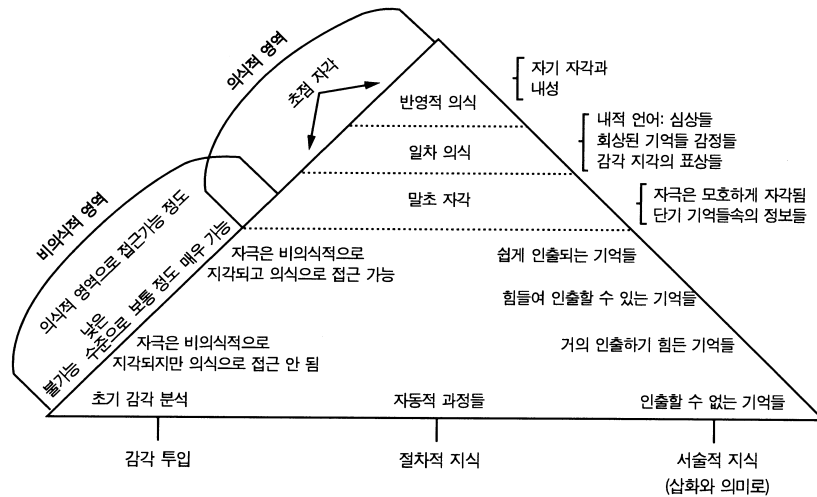 의식적 영역
초점 자각
반영적 의식
자기 자각과
내성
일차 의식
내적 언어: 심상들
회상된 기억들 감정들
감각 지각의 표상들
말초 자각
자극은 모호하게 자각됨
단기 기억들속의 정보들
비의식적 영역
의식적 영역으로 접근가능 정도
불가능 낮은 수준으로 보통 정도 매우 가능
자극은 비의식적으로
지각되고 의식으로 접근 가능
쉽게 인출되는 기억들
힘들여 인출할 수 있는 기억들
자극은 비의식적으로
지각되지만 의식으로 접근 안 됨
거의 인출하기 힘든 기억들
초기 감각 분석
자동적 과정들
인출할 수 없는 기억들
감각 투입
절차적 지식
서술적 지식
(삽화와 의미로)